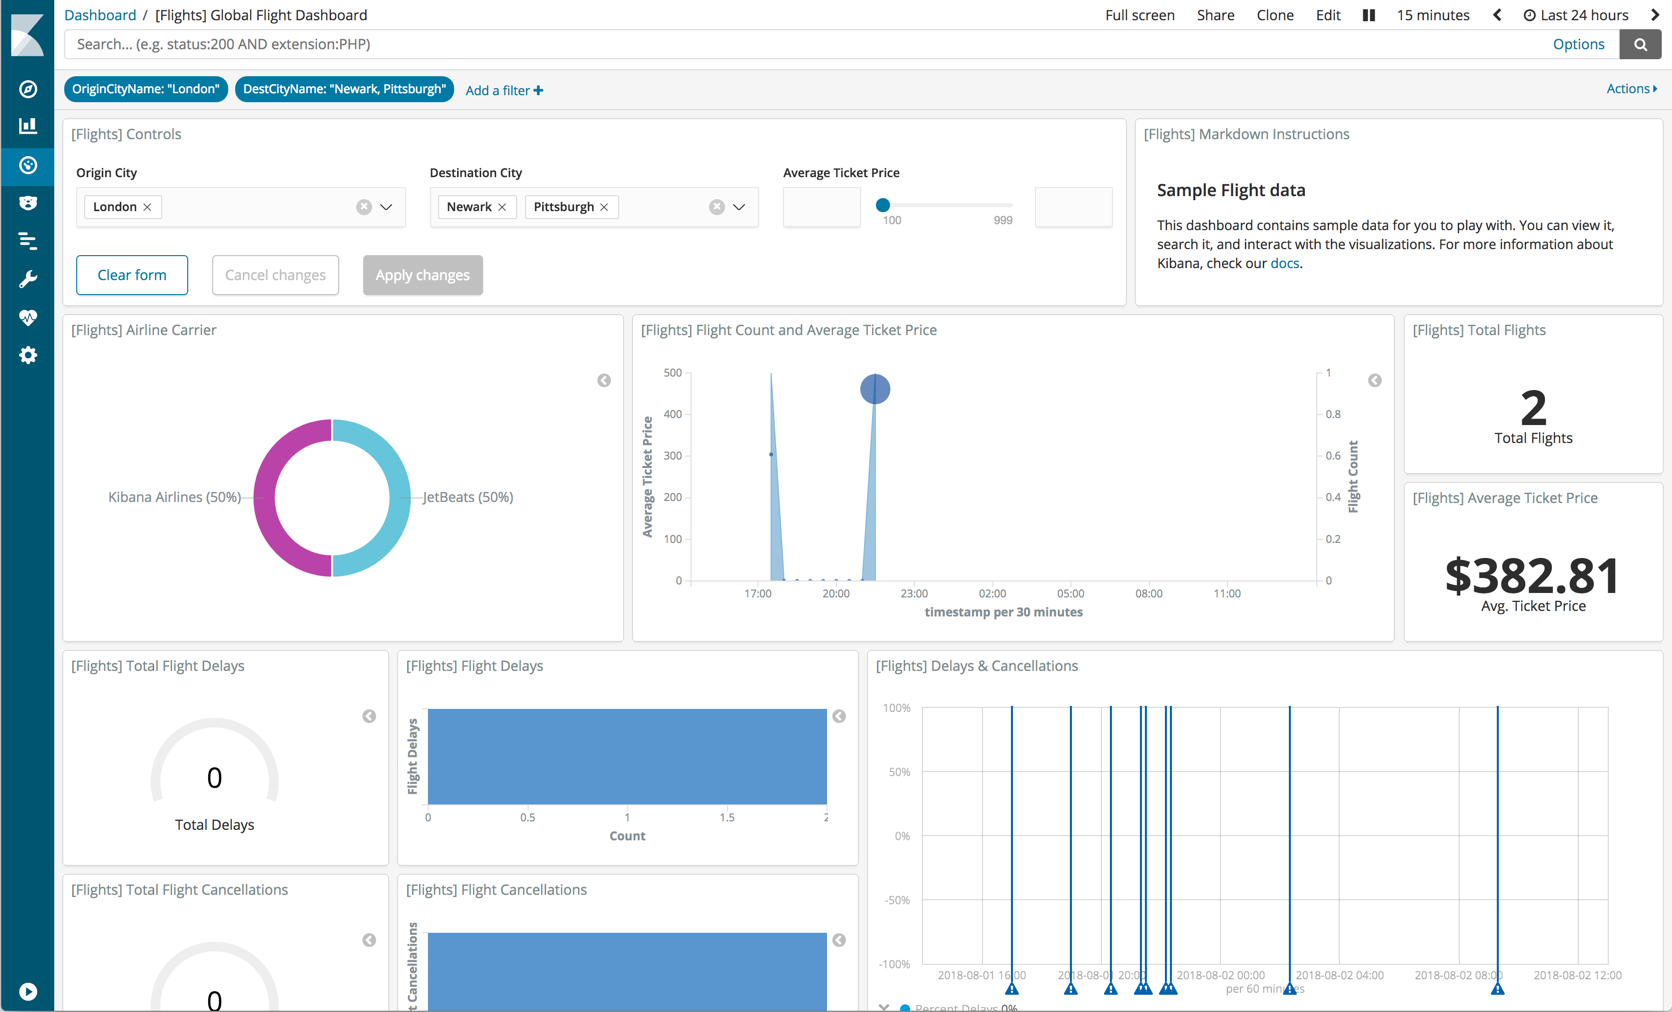 Dashboard / [Flights] Global Flight Dashboard
Full screen Share Clone Edit 15 minutes Last 24 hours
Search... (e.g. status:200 AND extension:PHP)
Options
OriginCityName: "London" DestCityName: "Newark, Pittsburgh" Add a filter +
Actions
[Flights] Controls
Origin City
London ×
Destination City
Newark × Pittsburgh ×
Average Ticket Price
100 999
Clear form Cancel changes Apply changes
[Flights] Markdown Instructions
Sample Flight data
This dashboard contains sample data for you to play with. You can view it,
search it, and interact with the visualizations. For more information about
Kibana, check our docs.
[Flights] Airline Carrier
Kibana Airlines (50%)
JetBeats (50%)
[Flights] Flight Count and Average Ticket Price
Average Ticket Price
500
400
300
200
100
0
1
0.8
0.6
0.4
0.2
0
Flight Count
17:00 20:00 23:00 02:00 05:00 08:00 11:00
timestamp per 30 minutes
[Flights] Total Flights
2
Total Flights
[Flights] Average Ticket Price
$382.81
Avg. Ticket Price
[Flights] Total Flight Delays
0
Total Delays
[Flights] Flight Delays
Flight Delays
0 0.5 1 1.5 2
Count
[Flights] Delays & Cancellations
100%
50%
0%
-50%
-100%
2018-08-01 16:00 2018-08-01 20:00 2018-08-02 00:00 2018-08-02 04:00 2018-08-02 08:00 2018-08-02 12:00
per 60 minutes
Percent Delays 0%
[Flights] Total Flight Cancellations
0
[Flights] Flight Cancellations
t Cancellations